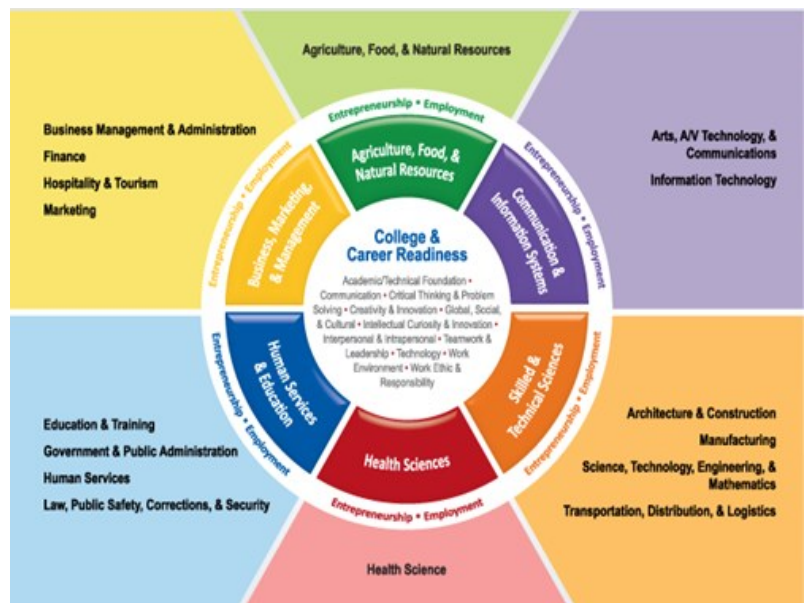 Agriculture, Food, & Natural Resources
Business Management & Administration
Finance
Hospitality & Tourism
Marketing
Arts, A/V Technology, &
Communications
Information Technology
Entrepreneurship • Employment
Agriculture, Food, &
Natural Resources
Entrepreneurship • Employment
Business, Marketing,
& Management
Entrepreneurship • Employment
Communication &
Information Systems
College &
Career Readiness
Academic/Technical Foundation •
Communication • Critical Thinking & Problem
Solving • Creativity & Innovation • Global, Social,
& Cultural • Intellectual Curiosity & Innovation •
Interpersonal & Intrapersonal • Teamwork &
Leadership • Technology • Work
Environment • Work Ethic &
Responsibility
Entrepreneurship • Employment
Human Services
& Education
Entrepreneurship • Employment
Skilled &
Technical Sciences
Health Sciences
Entrepreneurship • Employment
Education & Training
Government & Public Administration
Human Services
Law, Public Safety, Corrections, & Security
Architecture & Construction
Manufacturing
Science, Technology, Engineering, &
Mathematics
Transportation, Distribution, & Logistics
Health Science